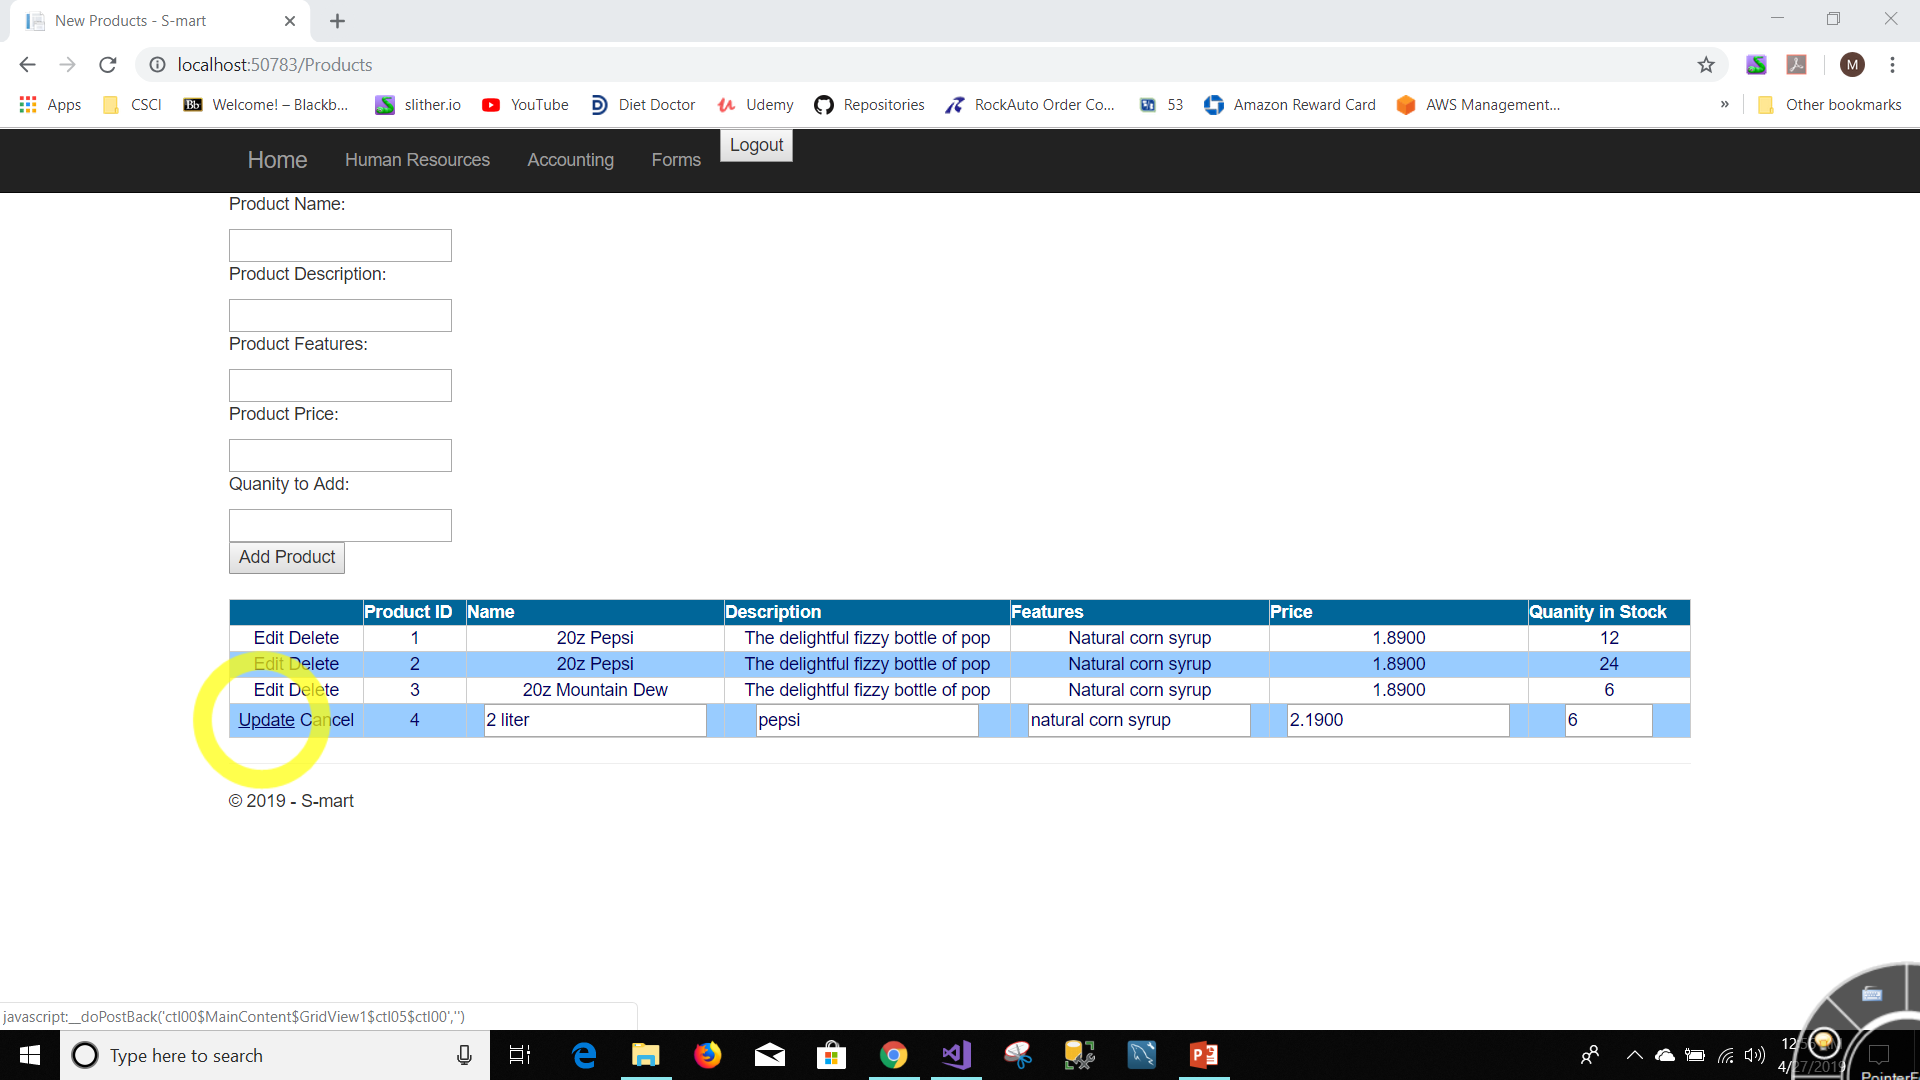 New Products - S-mart
localhost:50783/Products
M
Apps CSCI Bb Welcome! – Blackb... slither.io YouTube Diet Doctor Udemy Repositories RockAuto Order Co... 53 Amazon Reward Card AWS Management... » Other bookmarks
Home Human Resources Accounting Forms Logout
Product Name:
Product Description:
Product Features:
Product Price:
Quanity to Add:
Add Product
Product ID Name Description Features Price Quanity in Stock
Edit Delete 1 20z Pepsi The delightful fizzy bottle of pop Natural corn syrup 1.8900 12
Edit Delete 2 20z Pepsi The delightful fizzy bottle of pop Natural corn syrup 1.8900 24
Edit Delete 3 20z Mountain Dew The delightful fizzy bottle of pop Natural corn syrup 1.8900 6
Update Cancel 4 2 liter pepsi natural corn syrup 2.1900 6
© 2019 - S-mart
javascript:__doPostBack('ctl00$MainContent$GridView1$ctl05$ctl00','')
Type here to search
4/27/2019